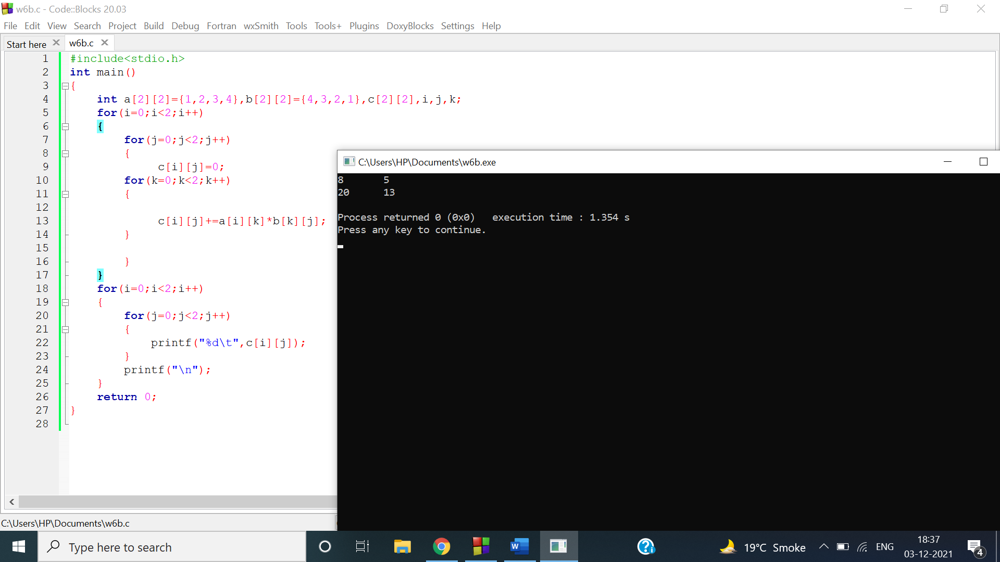 w6b.c - Code::Blocks 20.03
File Edit View Search Project Build Debug Fortran wxSmith Tools Tools+ Plugins DoxyBlocks Settings Help
Start here w6b.c
1 #include<stdio.h>
2 int main()
3 {
4 int a[2][2]={1,2,3,4},b[2][2]={4,3,2,1},c[2][2],i,j,k;
5 for(i=0;i<2;i++)
6 {
7 for(j=0;j<2;j++)
8 {
9 c[i][j]=0;
10 for(k=0;k<2;k++)
11 {
12
13 c[i][j]+=a[i][k]*b[k][j];
14 }
15
16 }
17 }
18 for(i=0;i<2;i++)
19 {
20 for(j=0;j<2;j++)
21 {
22 printf("%d\t",c[i][j]);
23 }
24 printf("\n");
25 }
26 return 0;
27 }
28
C:\Users\HP\Documents\w6b.exe
8 5
20 13
Process returned 0 (0x0) execution time : 1.354 s
Press any key to continue.
C:\Users\HP\Documents\w6b.c
Type here to search
19°C Smoke
ENG
18:37
03-12-2021
4